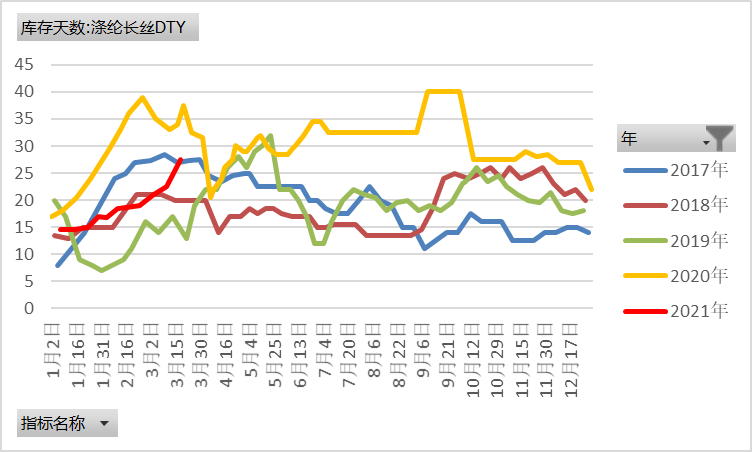 库存天数:涤纶长丝DTY
45
40
35
30
25
20
15
10
5
0
1月2日
1月16日
1月31日
2月16日
3月2日
3月15日
3月30日
4月16日
5月4日
5月25日
6月15日
7月4日
7月20日
8月6日
8月22日
9月6日
9月21日
10月12日
10月29日
11月15日
11月30日
12月17日
年
2017年
2018年
2019年
2020年
2021年
指标名称